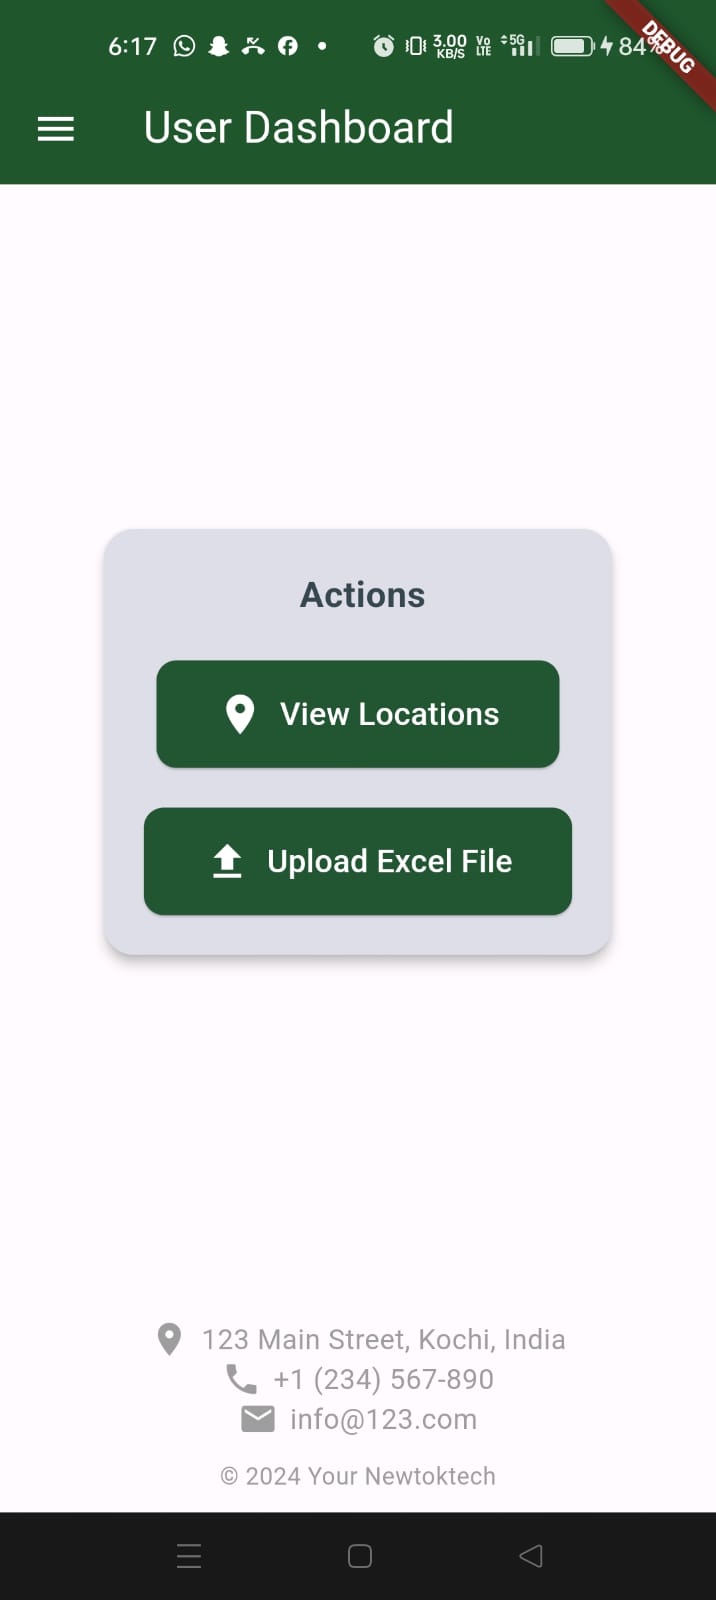 6:17 3.00 KB/S Vo LTE 5G 84%
DEBUG
User Dashboard
Actions
View Locations
Upload Excel File
123 Main Street, Kochi, India
+1 (234) 567-890
info@123.com
© 2024 Your Newtoktech